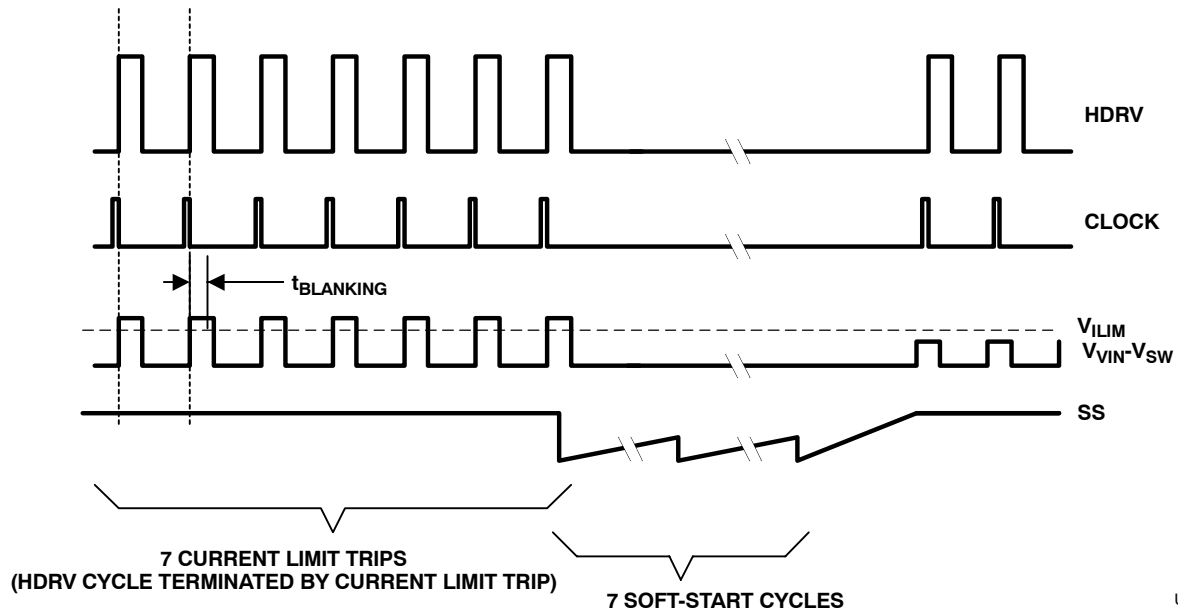 HDRV
CLOCK
tBLANKING
VILIM
VVIN-VSW
SS
7 CURRENT LIMIT TRIPS
(HDRV CYCLE TERMINATED BY CURRENT LIMIT TRIP)
7 SOFT-START CYCLES
U